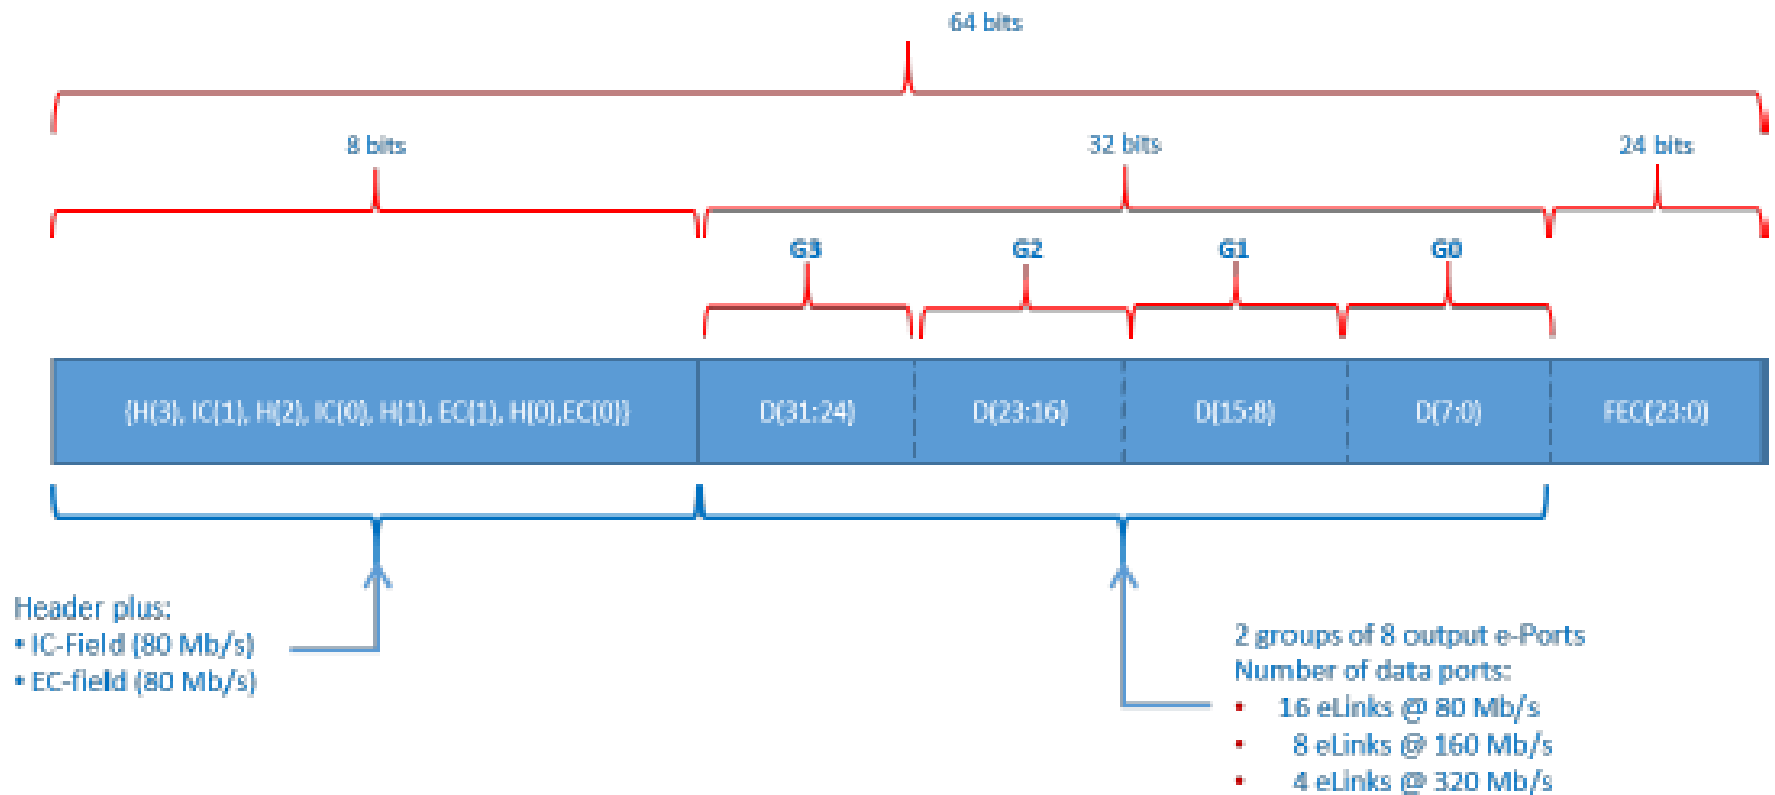 64 bits
8 bits
32 bits
24 bits
G3
G2
G1
G0
{H(3), IC(1), H(2), IC(0), H(1), EC(1), H(0),EC(0)}
D(31:24)
D(23:16)
D(15:8)
D(7:0)
FEC(23:0)
Header plus:
• IC-Field (80 Mb/s)
• EC-field (80 Mb/s)
2 groups of 8 output e-Ports
Number of data ports:
• 16 eLinks @ 80 Mb/s
• 8 eLinks @ 160 Mb/s
• 4 eLinks @ 320 Mb/s